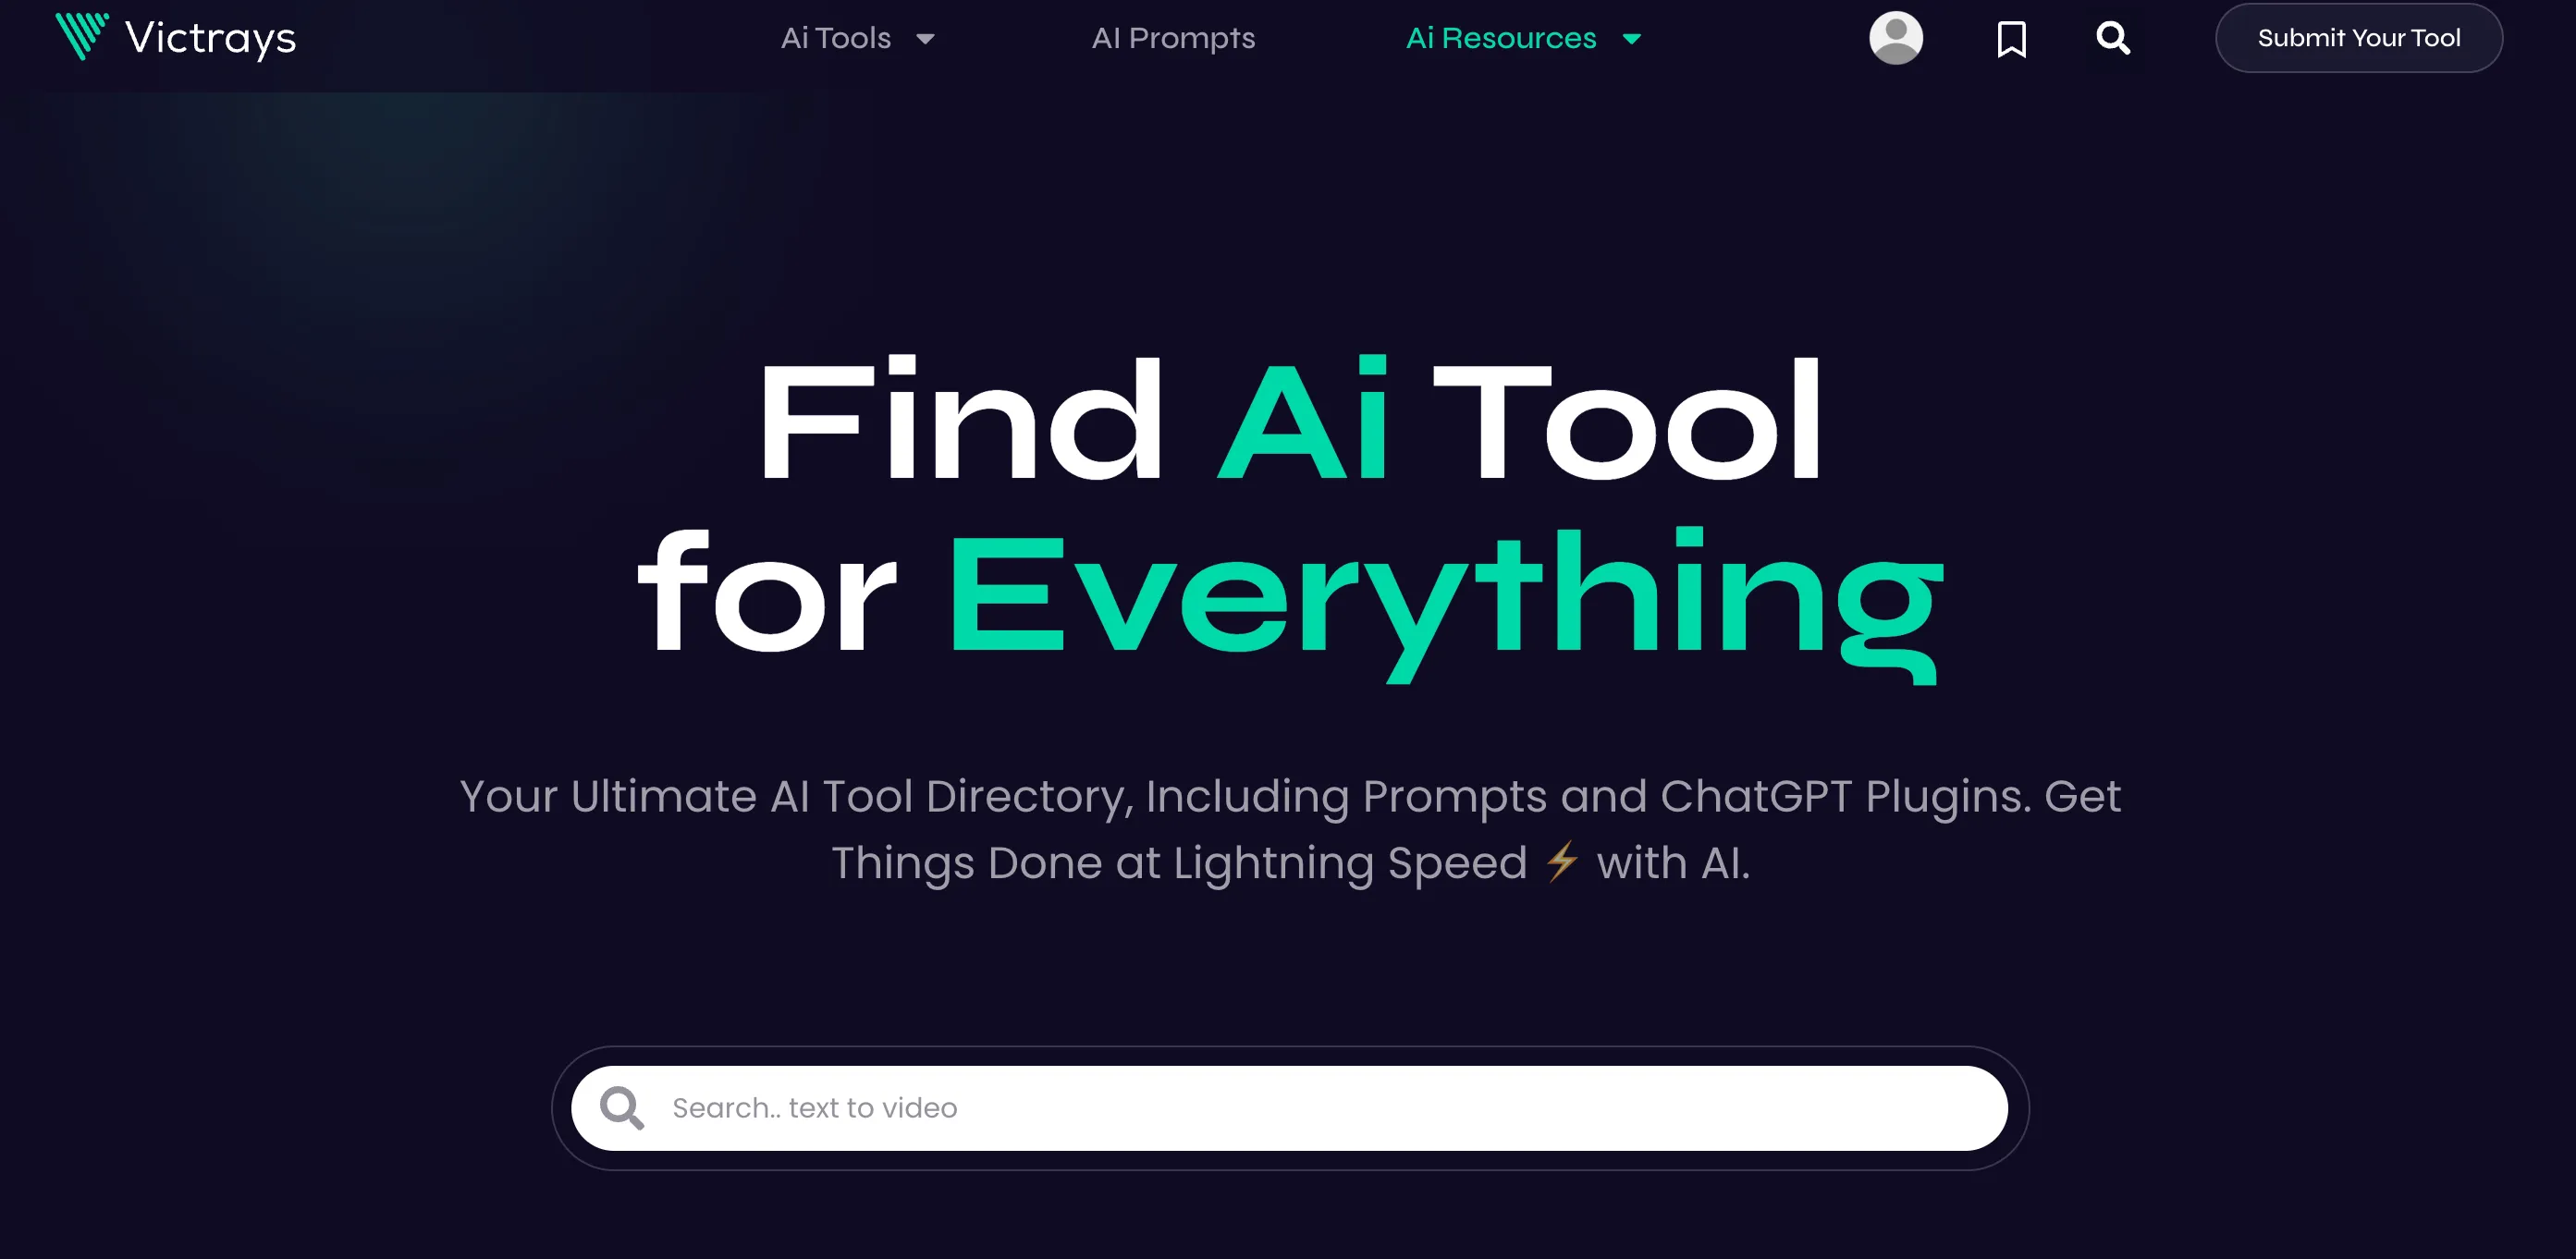 Victrays
Ai Tools
AI Prompts
Ai Resources
Submit Your Tool
Find Ai Tool
for Everything
Your Ultimate AI Tool Directory, Including Prompts and ChatGPT Plugins. Get
Things Done at Lightning Speed ⚡ with AI.
Search.. text to video